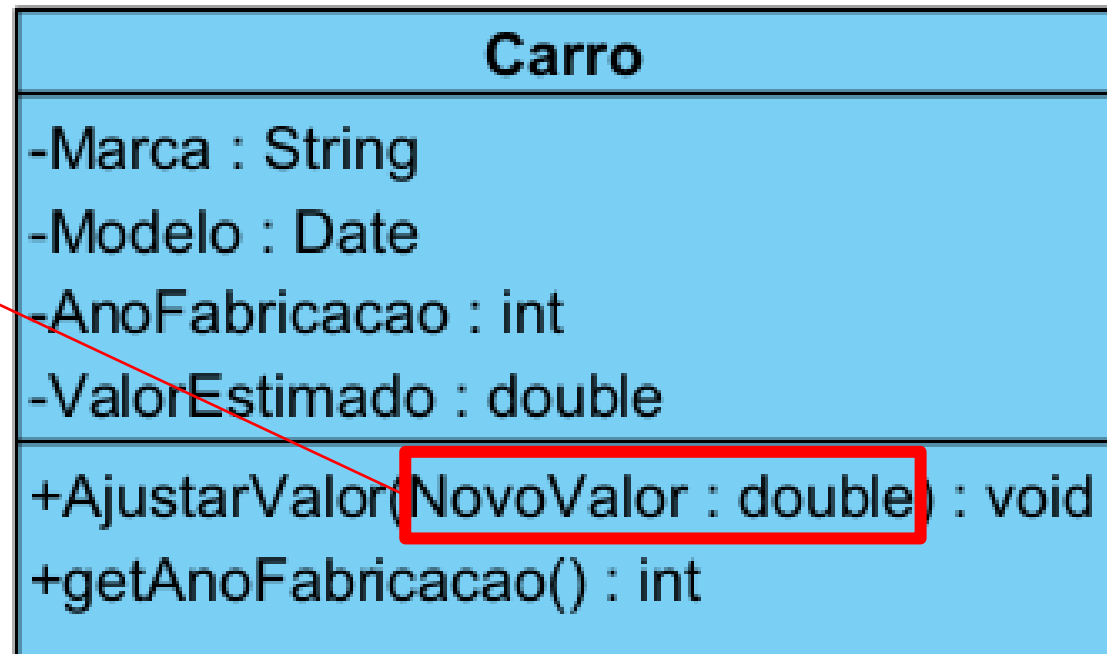 Carro
-Marca : String
-Modelo : Date
-AnoFabricacao : int
-ValorEstimado : double
+AjustarValor(NovoValor : double) : void
+getAnoFabricacao() : int